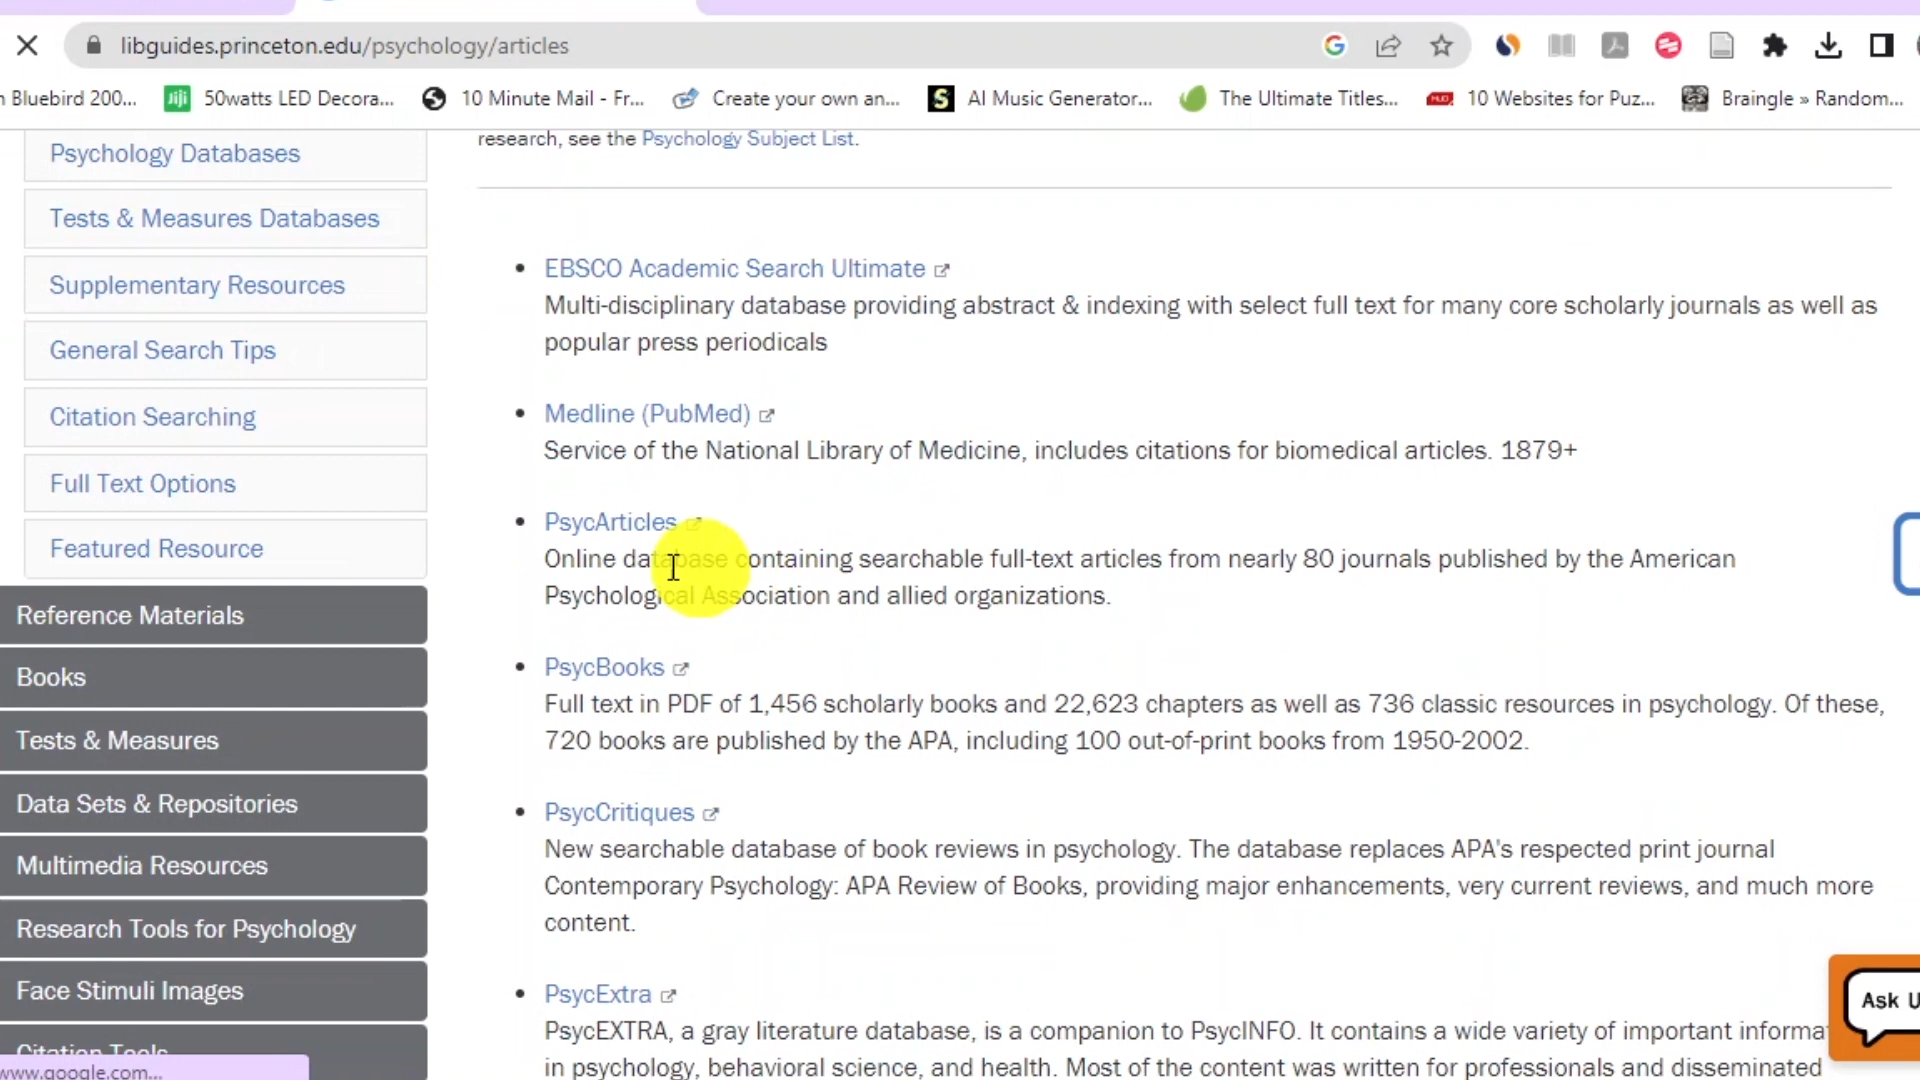 libguides.princeton.edu/psychology/articles
n Bluebird 200... 50watts LED Decora... 10 Minute Mail - Fr... Create your own an... AI Music Generator... The Ultimate Titles... 10 Websites for Puz... Braingle » Random...
Psychology Databases
Tests & Measures Databases
Supplementary Resources
General Search Tips
Citation Searching
Full Text Options
Featured Resource
Reference Materials
Books
Tests & Measures
Data Sets & Repositories
Multimedia Resources
Research Tools for Psychology
Face Stimuli Images
Citation Tools
www.google.com...
research, see the Psychology Subject List.
EBSCO Academic Search Ultimate
Multi-disciplinary database providing abstract & indexing with select full text for many core scholarly journals as well as
popular press periodicals
Medline (PubMed)
Service of the National Library of Medicine, includes citations for biomedical articles. 1879+
PsycArticles
Online database containing searchable full-text articles from nearly 80 journals published by the American
Psychological Association and allied organizations.
PsycBooks
Full text in PDF of 1,456 scholarly books and 22,623 chapters as well as 736 classic resources in psychology. Of these,
720 books are published by the APA, including 100 out-of-print books from 1950-2002.
PsycCritiques
New searchable database of book reviews in psychology. The database replaces APA's respected print journal
Contemporary Psychology: APA Review of Books, providing major enhancements, very current reviews, and much more
content.
PsycExtra
PsycEXTRA, a gray literature database, is a companion to PsycINFO. It contains a wide variety of important informa
in psychology, behavioral science, and health. Most of the content was written for professionals and disseminated
Ask U